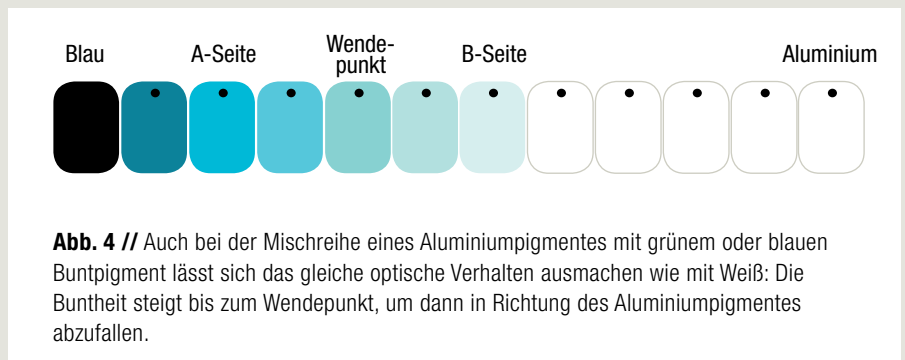 Blau
A-Seite
Wende-
punkt
B-Seite
Aluminium
Abb. 4 // Auch bei der Mischreihe eines Aluminiumpigmentes mit grünem oder blauen
Buntpigment lässt sich das gleiche optische Verhalten ausmachen wie mit Weiß: Die
Buntheit steigt bis zum Wendepunkt, um dann in Richtung des Aluminiumpigmentes
abzufallen.